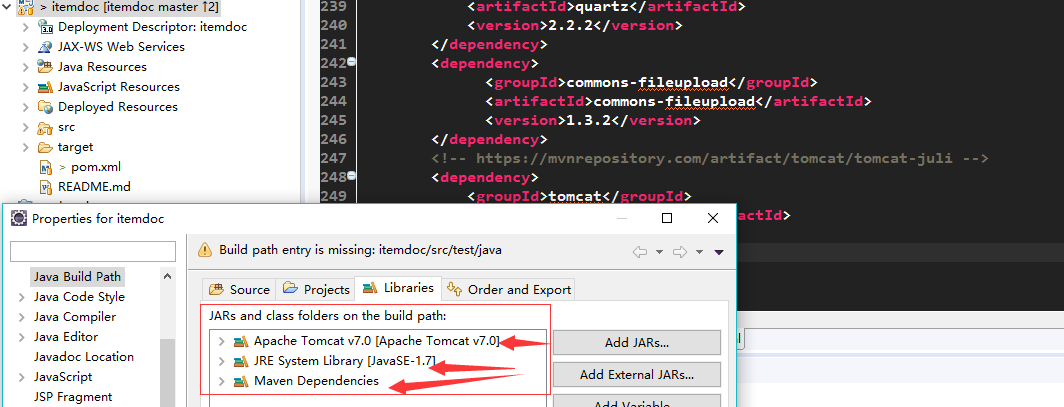 > itemdoc [itemdoc master ↑2]
Deployment Descriptor: itemdoc
JAX-WS Web Services
Java Resources
JavaScript Resources
Deployed Resources
src
target
> pom.xml
README.md
239 <artifactId>quartz</artifactId>
240 <version>2.2.2</version>
241 </dependency>
242 <dependency>
243 <groupId>commons-fileupload</groupId>
244 <artifactId>commons-fileupload</artifactId>
245 <version>1.3.2</version>
246 </dependency>
247 <!-- https://mvnrepository.com/artifact/tomcat/tomcat-juli -->
248 <dependency>
249 <groupId>tomcat</groupId>
actId>
Properties for itemdoc
Java Build Path
Java Code Style
Java Compiler
Java Editor
Javadoc Location
JavaScript
JSP Fragment
Build path entry is missing: itemdoc/src/test/java
Source Projects Libraries Order and Export
JARs and class folders on the build path:
Apache Tomcat v7.0 [Apache Tomcat v7.0]
JRE System Library [JavaSE-1.7]
Maven Dependencies
Add JARs...
Add External JARs...
Add Variable